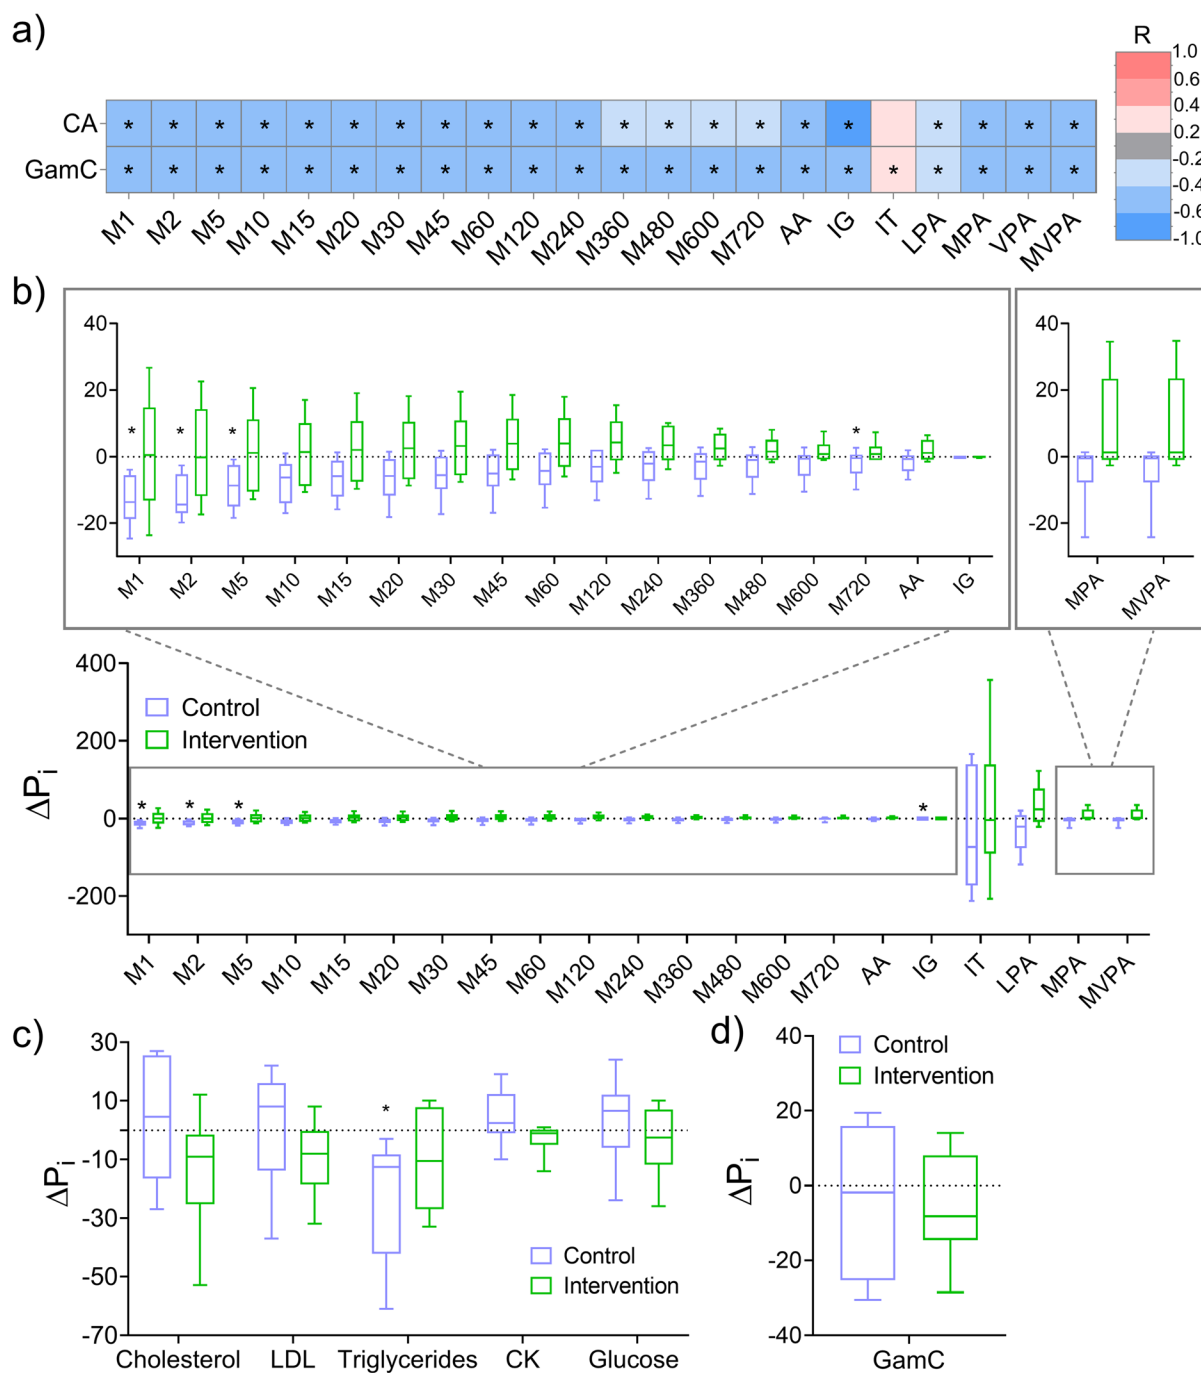 a)
R
CA * * * * * * * * * * * * * * * * * * * *
GamC * * * * * * * * * * * * * * * * * * * * * *
1.0
0.6
0.4
0.2
-0.2
-0.4
-0.6
-1.0
M1 M2 M5 M10 M15 M20 M30 M45 M60 M120 M240 M360 M480 M600 M720 AA IG IT LPA MPA VPA MVPA
b)
40
20
0
-20
* * * *
M1 M2 M5 M10 M15 M20 M30 M45 M60 M120 M240 M360 M480 M600 M720 AA IG
40
20
0
-20
MPA MVPA
400
200
0
-200
ΔPi
Control
Intervention
* * * *
M1 M2 M5 M10 M15 M20 M30 M45 M60 M120 M240 M360 M480 M600 M720 AA IG IT LPA MPA MVPA
c)
30
10
-10
-30
-50
-70
ΔPi
*
Control
Intervention
Cholesterol LDL Triglycerides CK Glucose
d)
40
20
0
-20
-40
ΔPi
Control
Intervention
GamC